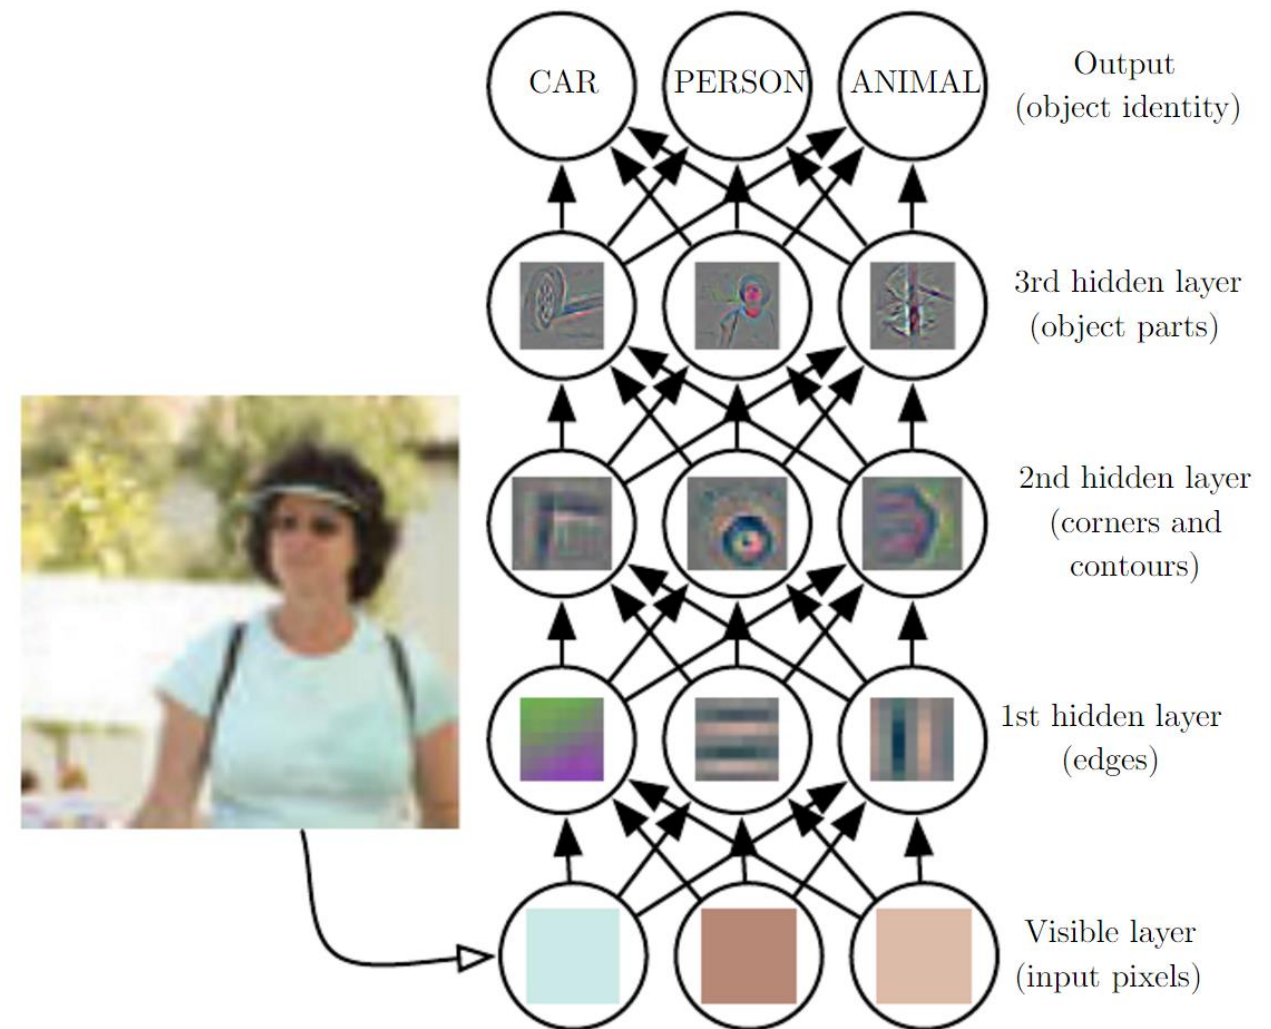 CAR
PERSON
ANIMAL
Output
(object identity)
3rd hidden layer
(object parts)
2nd hidden layer
(corners and
contours)
1st hidden layer
(edges)
Visible layer
(input pixels)